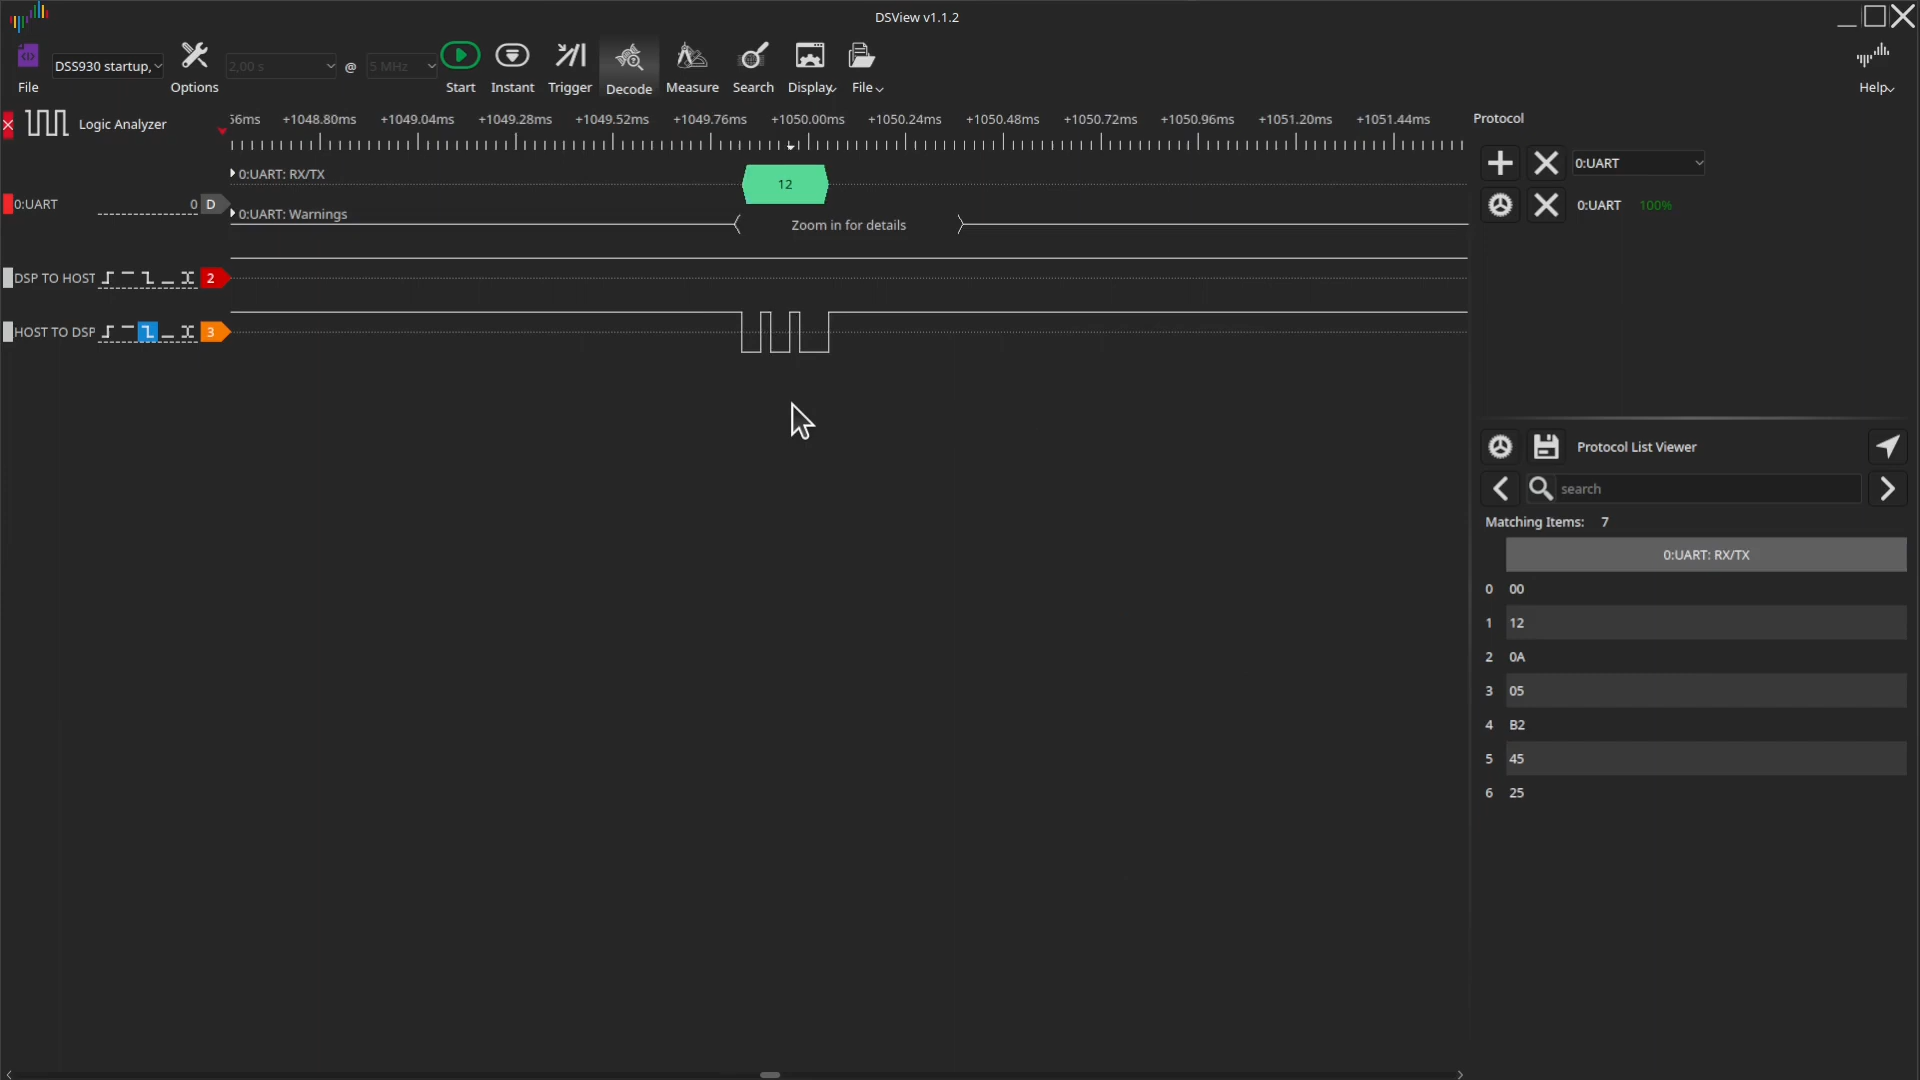 DSView v1.1.2
File
DSS930 startup,
Options
2,00 s
@
5 MHz
Start
Instant
Trigger
Decode
Measure
Search
Display
File
Help
Logic Analyzer
56ms +1048.80ms +1049.04ms +1049.28ms +1049.52ms +1049.76ms +1050.00ms +1050.24ms +1050.48ms +1050.72ms +1050.96ms +1051.20ms +1051.44ms
0:UART: RX/TX
12
0:UART 0 D
0:UART: Warnings
Zoom in for details
DSP TO HOST 2
HOST TO DSP 3
Protocol
0:UART
0:UART 100%
Protocol List Viewer
search
Matching Items: 7
0:UART: RX/TX
0 00
1 12
2 0A
3 05
4 B2
5 45
6 25